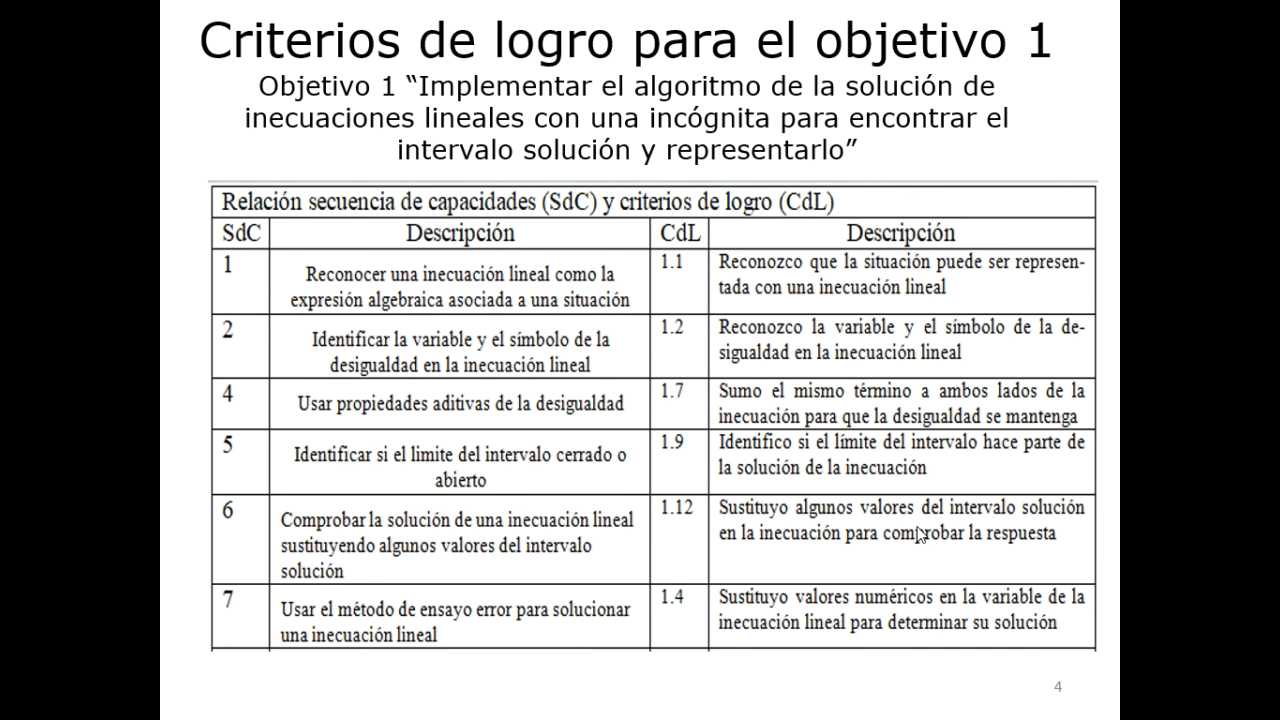 Criterios de logro para el objetivo 1
Objetivo 1 “Implementar el algoritmo de la solución de
inecuaciones lineales con una incógnita para encontrar el
intervalo solución y representarlo”
Relación secuencia de capacidades (SdC) y criterios de logro (CdL)
SdC Descripción CdL Descripción
1 Reconocer una inecuación lineal como la
expresión algebraica asociada a una situación
1.1 Reconozco que la situación puede ser represen-
tada con una inecuación lineal
2 Identificar la variable y el símbolo de la
desigualdad en la inecuación lineal
1.2 Reconozco la variable y el símbolo de la de-
sigualdad en la inecuación lineal
4 Usar propiedades aditivas de la desigualdad
1.7 Sumo el mismo término a ambos lados de la
inecuación para que la desigualdad se mantenga
5 Identificar si el limite del intervalo cerrado o
abierto
1.9 Identifico si el límite del intervalo hace parte de
la solución de la inecuación
6 Comprobar la solución de una inecuación lineal
sustituyendo algunos valores del intervalo
solución
1.12 Sustituyo algunos valores del intervalo solución
en la inecuación para comprobar la respuesta
7 Usar el método de ensayo error para solucionar
una inecuación lineal
1.4 Sustituyo valores numéricos en la variable de la
inecuación lineal para determinar su solución
4